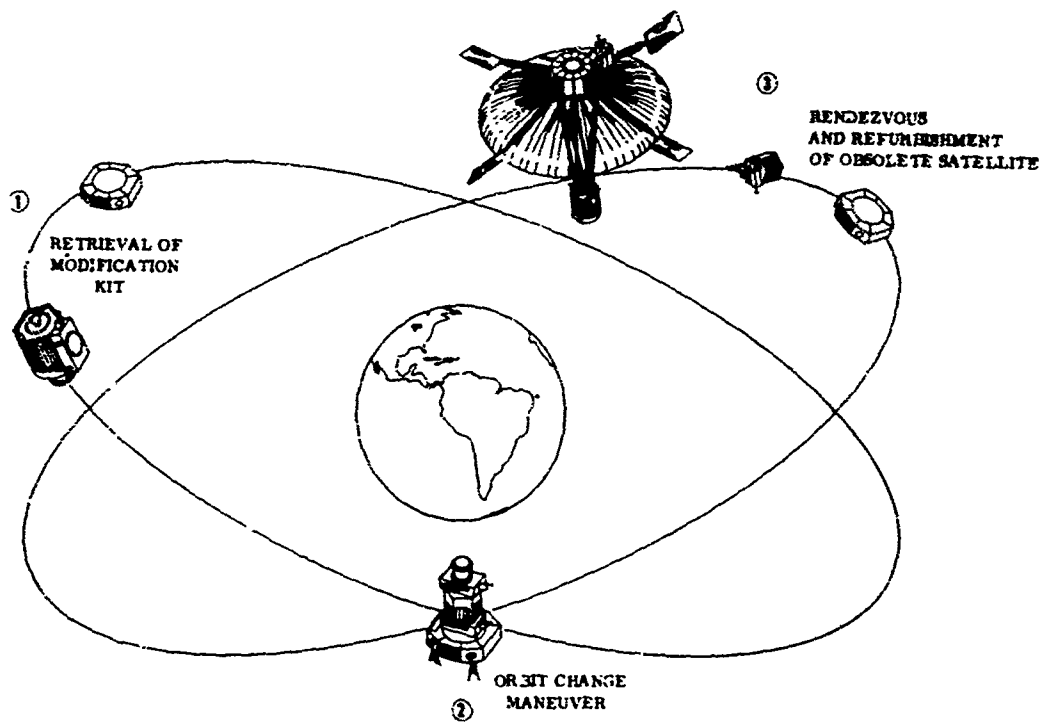 ①
RETRIEVAL OF
MODIFICATION
KIT
③
RENDEZVOUS
AND REFURBISHMENT
OF OBSOLETE SATELLITE
ORBIT CHANGE
MANEUVER
②